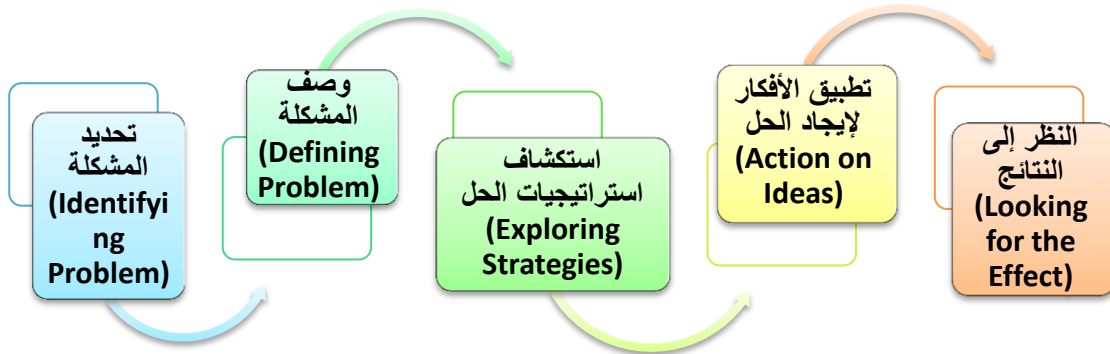 تحديد
المشكلة
(Identifyi
ng
Problem)
وصف
المشكلة
(Defining
Problem)
استكشاف
استراتيجيات الحل
(Exploring
Strategies)
تطبيق الأفكار
لإيجاد الحل
(Action on
Ideas)
النظر إلى
النتائج
(Looking
for the
Effect)